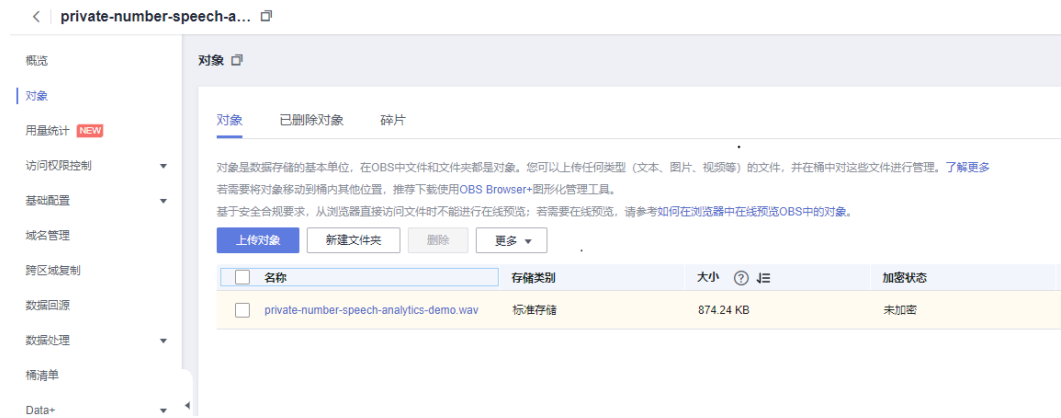 private-number-speech-a...
概览
对象
用量统计 NEW
访问权限控制
基础配置
域名管理
跨区域复制
数据回源
数据处理
桶清单
Data+
对象
对象 已删除对象 碎片
对象是数据存储的基本单位，在OBS中文件和文件夹都是对象。您可以上传任何类型（文本、图片、视频等）的文件，并在桶中对这些文件进行管理。了解更多
若需要将对象移动到桶内其他位置，推荐下载使用OBS Browser+图形化管理工具。
基于安全合规要求，从浏览器直接访问文件时不能进行在线预览；若需要在线预览，请参考如何在浏览器中在线预览OBS中的对象。
上传对象 新建文件夹 删除 更多
名称 存储类别 大小 加密状态
private-number-speech-analytics-demo.wav 标准存储 874.24 KB 未加密